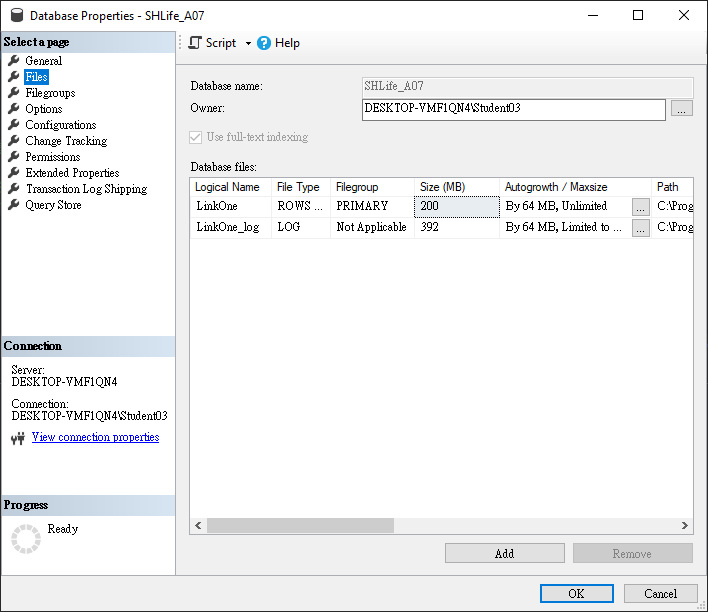 Database Properties - SHLife_A07
Select a page
General
Files
Filegroups
Options
Configurations
Change Tracking
Permissions
Extended Properties
Transaction Log Shipping
Query Store
Connection
Server:
DESKTOP-VMF1QN4
Connection:
DESKTOP-VMF1QN4\Student03
View connection properties
Progress
Ready
Script Help
Database name: SHLife_A07
Owner: DESKTOP-VMF1QN4\Student03 ...
Use full-text indexing
Database files:
Logical Name File Type Filegroup Size (MB) Autogrowth / Maxsize Path
LinkOne ROWS ... PRIMARY 200 By 64 MB, Unlimited ... C:\Prog
LinkOne_log LOG Not Applicable 392 By 64 MB, Limited to ... ... C:\Prog
Add Remove
OK Cancel